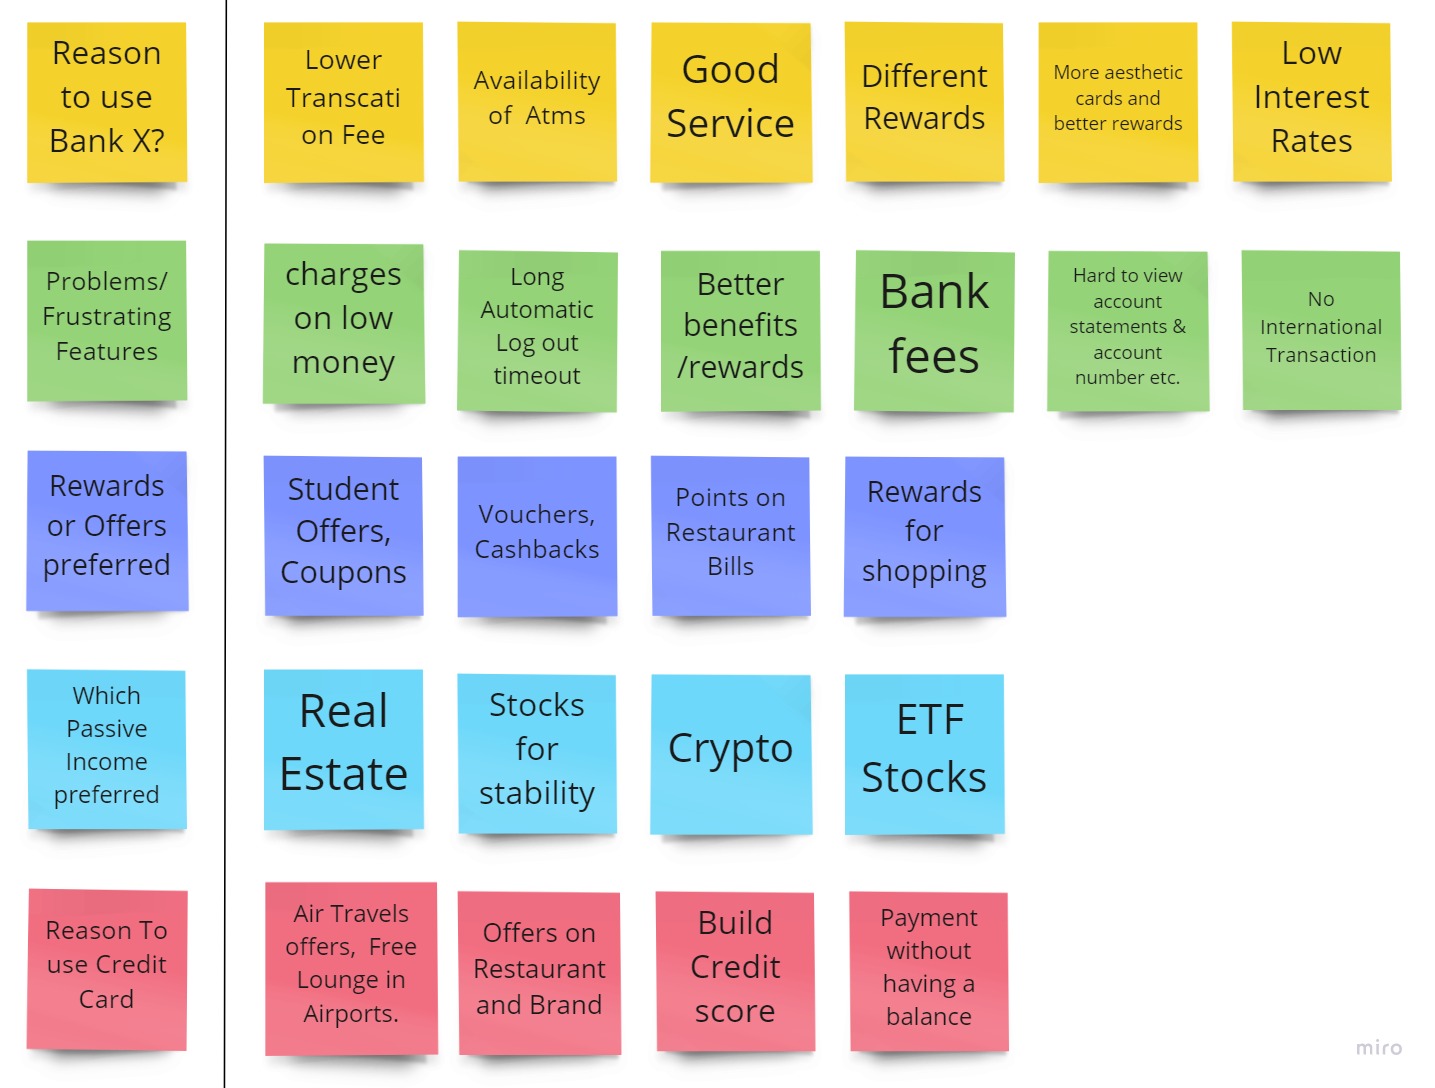 Reason
to use
Bank X?
Lower
Transcati
on Fee
Availability
of Atms
Good
Service
Different
Rewards
More aesthetic
cards and
better rewards
Low
Interest
Rates
Problems/
Frustrating
Features
charges
on low
money
Long
Automatic
Log out
timeout
Better
benefits
/rewards
Bank
fees
Hard to view
account
statements &
account
number etc.
No
International
Transaction
Rewards
or Offers
preferred
Student
Offers,
Coupons
Vouchers,
Cashbacks
Points on
Restaurant
Bills
Rewards
for
shopping
Which
Passive
Income
preferred
Real
Estate
Stocks
for
stability
Crypto
ETF
Stocks
Reason To
use Credit
Card
Air Travels
offers, Free
Lounge in
Airports.
Offers on
Restaurant
and Brand
Build
Credit
score
Payment
without
having a
balance
miro